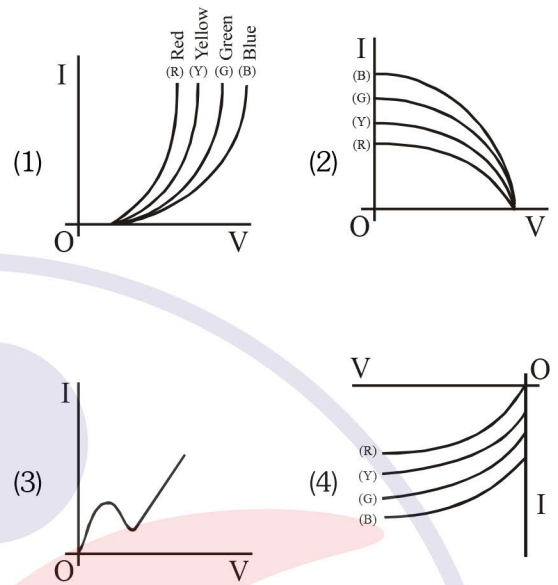 Red
Yellow
Green
Blue
(R) (Y) (G) (B)
I
(1)
O
V
I
(B)
(G)
(Y)
(R)
(2)
O
V
I
(3)
O
V
V
O
(R)
(Y)
(G)
(B)
(4)
I